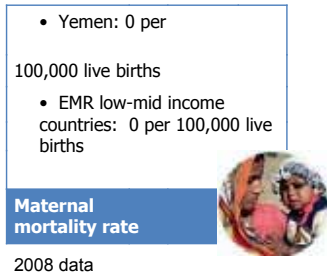 • Yemen: 0 per
100,000 live births
• EMR low-mid income
countries:  0 per 100,000 live
births
Maternal
mortality rate
2008 data